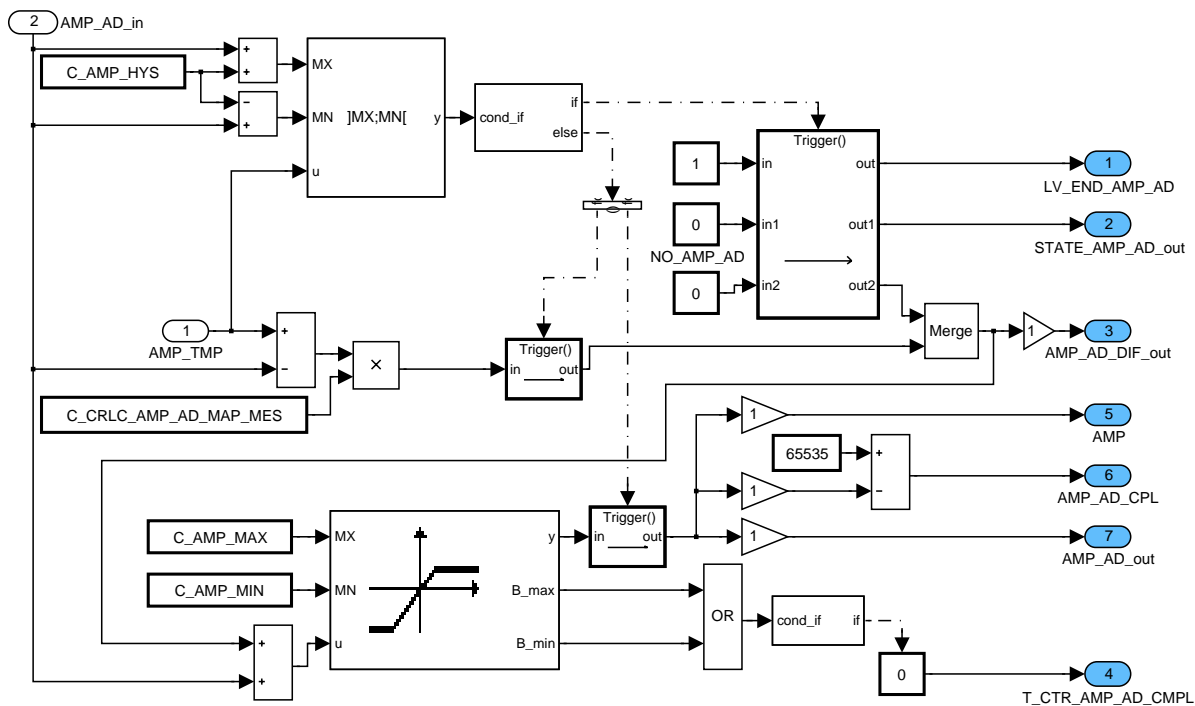 2
AMP_AD_in
C_AMP_HYS
+
+
−
+
MX
MN
u
]MX;MN[
y
cond_if
if
else
Trigger()
1
in
out
1
LV_END_AMP_AD
0
in1
out1
2
STATE_AMP_AD_out
NO_AMP_AD
0
in2
out2
1
AMP_TMP
+
−
×
C_CRLC_AMP_AD_MAP_MES
Trigger()
in
out
Merge
1
3
AMP_AD_DIF_out
1
5
AMP
65535
+
−
1
6
AMP_AD_CPL
1
7
AMP_AD_out
Trigger()
in
out
C_AMP_MAX
MX
y
C_AMP_MIN
MN
B_max
u
B_min
+
+
OR
cond_if
if
0
4
T_CTR_AMP_AD_CMPL